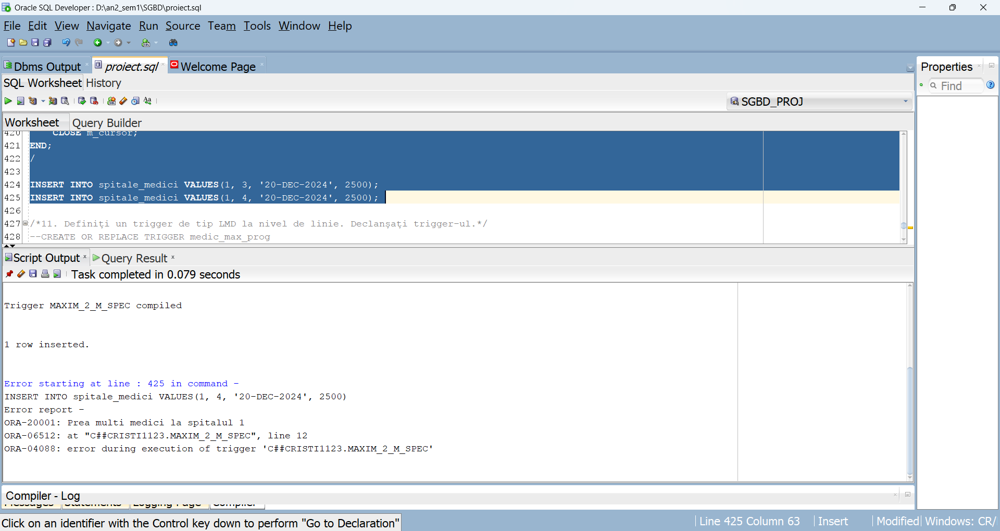 Oracle SQL Developer : D:\an2_sem1\SGBD\proiect.sql
File Edit View Navigate Run Source Team Tools Window Help
Dbms Output proiect.sql Welcome Page
Properties
SQL Worksheet History
Find
SGBD_PROJ
Worksheet Query Builder
420 CLOSE m_cursor;
421 END;
422 /
423
424 INSERT INTO spitale_medici VALUES(1, 3, '20-DEC-2024', 2500);
425 INSERT INTO spitale_medici VALUES(1, 4, '20-DEC-2024', 2500);
426
427 /*11. Definiți un trigger de tip LMD la nivel de linie. Declanșați trigger-ul.*/
428 --CREATE OR REPLACE TRIGGER medic_max_prog
Script Output Query Result
Task completed in 0.079 seconds
Trigger MAXIM_2_M_SPEC compiled
1 row inserted.
Error starting at line : 425 in command -
INSERT INTO spitale_medici VALUES(1, 4, '20-DEC-2024', 2500)
Error report -
ORA-20001: Prea multi medici la spitalul 1
ORA-06512: at "C##CRISTI1123.MAXIM_2_M_SPEC", line 12
ORA-04088: error during execution of trigger 'C##CRISTI1123.MAXIM_2_M_SPEC'
Compiler - Log
Messages Statements Logging Page Compiler
Click on an identifier with the Control key down to perform "Go to Declaration"
Line 425 Column 63 Insert Modified Windows: CR/